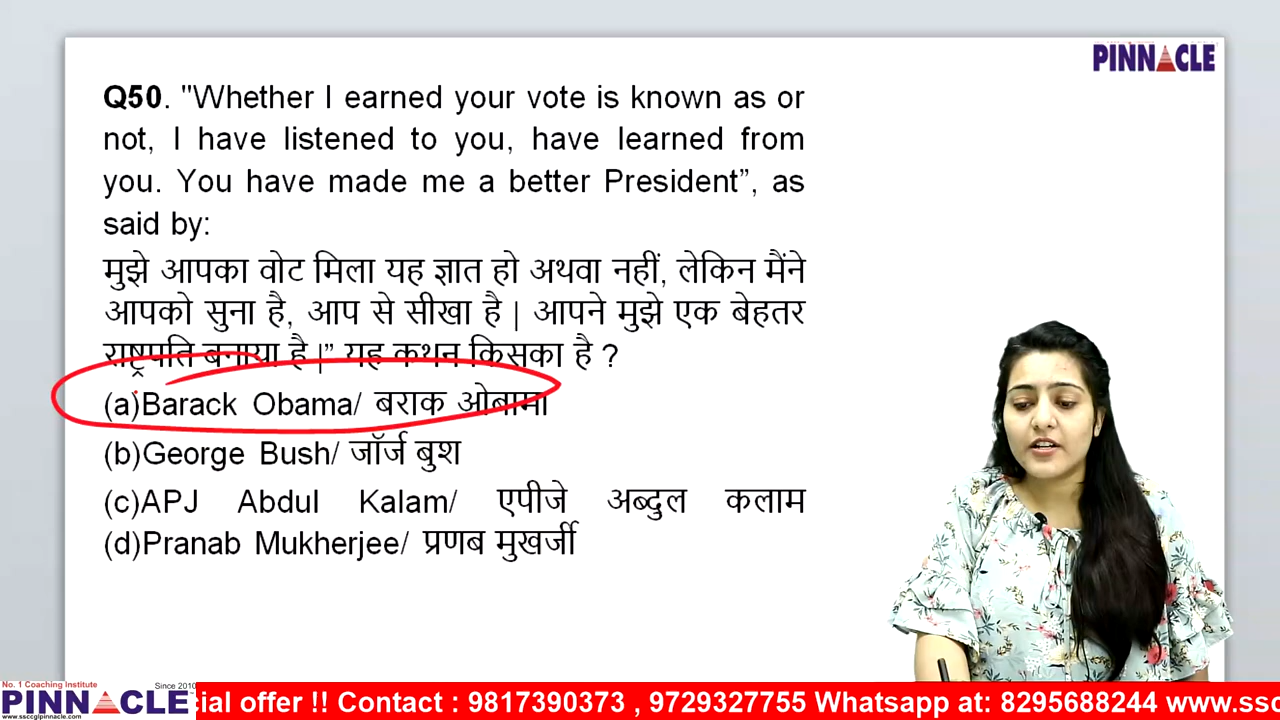 PINNACLE
Q50. "Whether I earned your vote is known as or
not, I have listened to you, have learned from
you. You have made me a better President”, as
said by:
मुझे आपका वोट मिला यह ज्ञात हो अथवा नहीं, लेकिन मैंने
आपको सुना है, आप से सीखा है | आपने मुझे एक बेहतर
राष्ट्रपति बनाया है |” यह कथन किसका है ?
(a)Barack Obama/ बराक ओबामा
(b)George Bush/ जॉर्ज बुश
(c)APJ Abdul Kalam/ एपीजे अब्दुल कलाम
(d)Pranab Mukherjee/ प्रणब मुखर्जी
No. 1 Coaching Institute
Since 2010
PINNACLE
www.ssccglpinnacle.com
cial offer !! Contact : 9817390373 , 9729327755 Whatsapp at: 8295688244 www.ssc